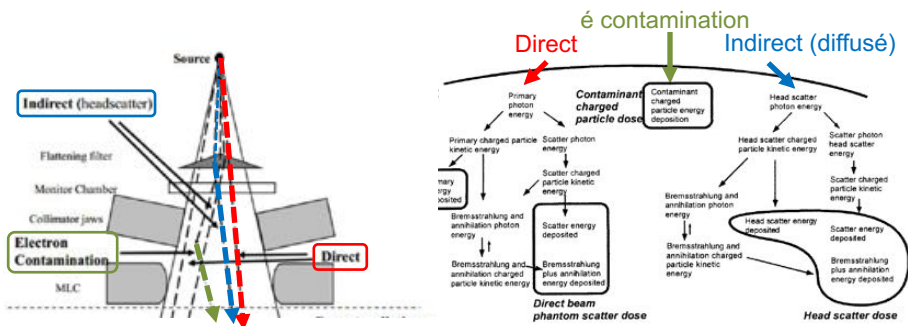 é contamination
Direct
Indirect (diffusé)
Source
Indirect (headscatter)
Flattening filter
Monitor Chamber
Collimator jaws
Electron
Contamination
Direct
MLC
Primary
photon
energy
Contaminant
charged
particle dose
Contaminant
charged
particle energy
deposition
Head scatter
photon energy
Primary charged particle
kinetic energy
Scatter photon
energy
Head scatter charged
particle kinetic energy
Scatter photon
head scatter
energy
Scatter charged
particle kinetic
energy
Scatter charged
particle kinetic
energy
mary
ergy
posited
Bremsstrahlung and
annihilation photon
energy
Scatter energy
deposited
Bremsstrahlung and
annihilation photon
energy
Head scatter energy
deposited
Scatter energy
deposited
Bremsstrahlung and
annihilation charged
particle kinetic energy
Bremsstrahlung
plus annihilation
energy deposited
Bremsstrahlung and
annihilation charged
particle kinetic
energy
Bremsstrahlung
plus annihilation
energy deposited
Direct beam
phantom scatter dose
Head scatter dose